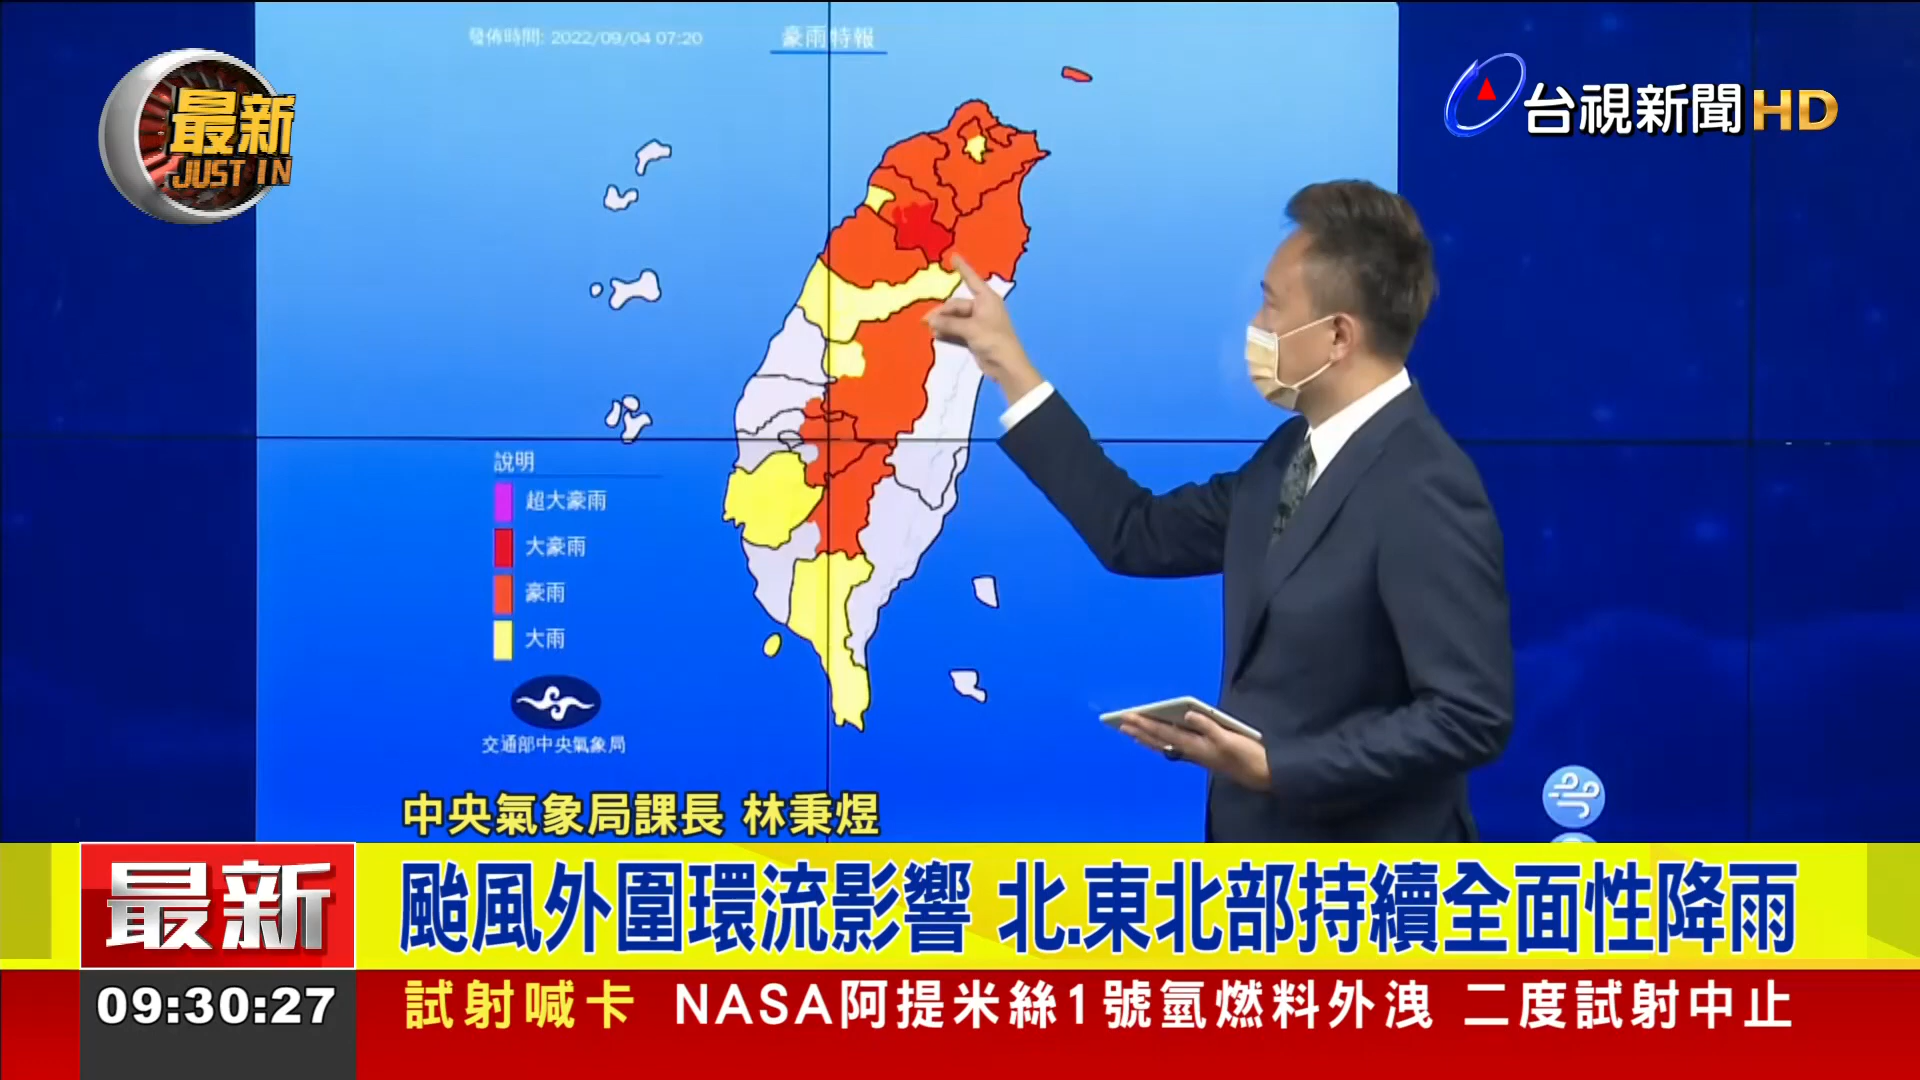 發佈時間: 2022/09/04 07:20
豪雨特報
最新
JUST IN
台視新聞HD
說明
超大豪雨
大豪雨
豪雨
大雨
交通部中央氣象局
中央氣象局課長 林秉煜
最新
颱風外圍環流影響 北.東北部持續全面性降雨
09:30:27
試射喊卡 NASA阿提米絲1號氫燃料外洩 二度試射中止